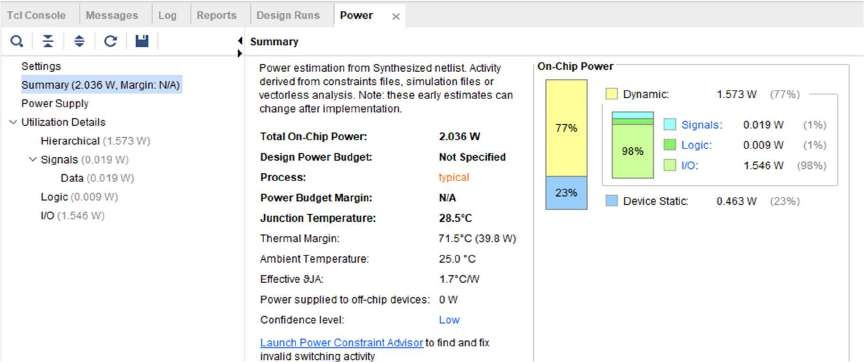 Tcl Console Messages Log Reports Design Runs Power ×
Settings
Summary (2.036 W, Margin: N/A)
Power Supply
Utilization Details
Hierarchical (1.573 W)
Signals (0.019 W)
Data (0.019 W)
Logic (0.009 W)
I/O (1.546 W)
Summary
Power estimation from Synthesized netlist. Activity
derived from constraints files, simulation files or
vectorless analysis. Note: these early estimates can
change after implementation.
Total On-Chip Power: 2.036 W
Design Power Budget: Not Specified
Process: typical
Power Budget Margin: N/A
Junction Temperature: 28.5°C
Thermal Margin: 71.5°C (39.8 W)
Ambient Temperature: 25.0 °C
Effective ϑJA: 1.7°C/W
Power supplied to off-chip devices: 0 W
Confidence level: Low
Launch Power Constraint Advisor to find and fix
invalid switching activity
On-Chip Power
77%
23%
Dynamic: 1.573 W (77%)
98%
Signals: 0.019 W (1%)
Logic: 0.009 W (1%)
I/O: 1.546 W (98%)
Device Static: 0.463 W (23%)